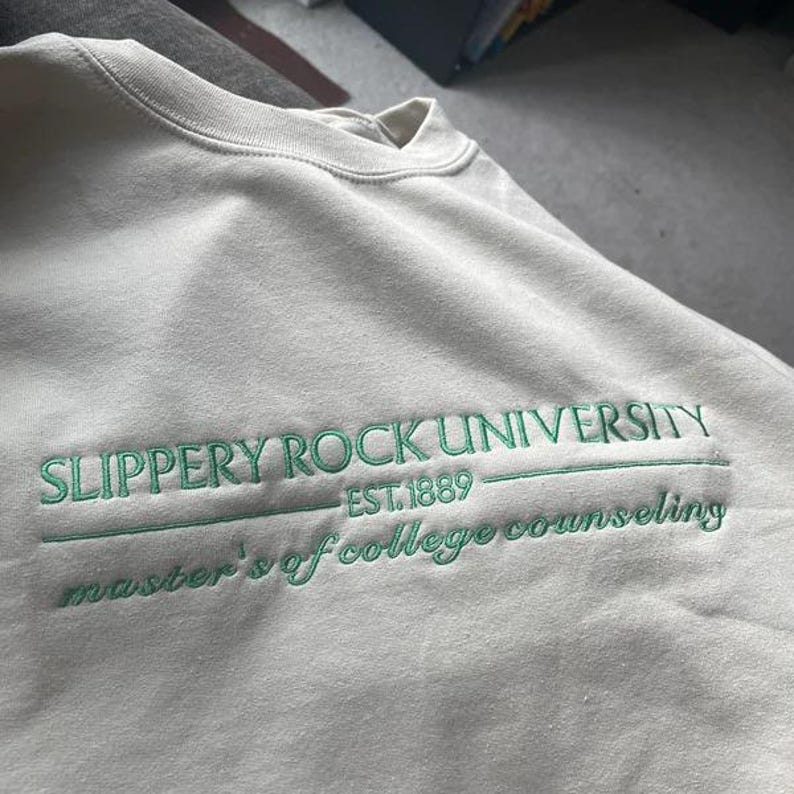 SLIPPERY ROCK UNIVERSITY
EST. 1889
master's of college counseling